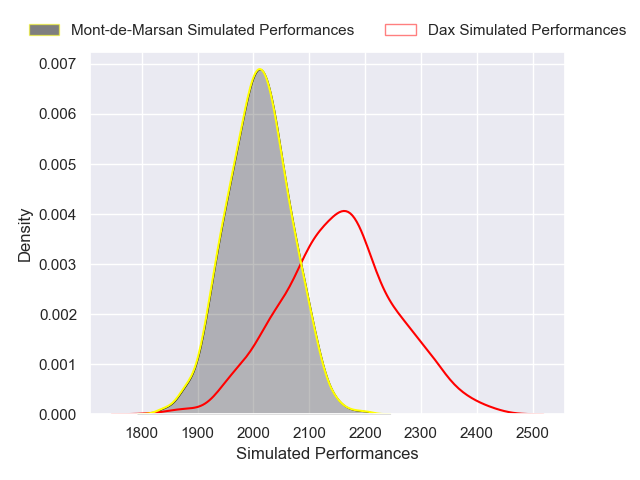 Mont-de-Marsan Simulated Performances
Dax Simulated Performances
0.007
0.006
0.005
0.004
0.003
0.002
0.001
0.000
Density
1800 1900 2000 2100 2200 2300 2400 2500
Simulated Performances